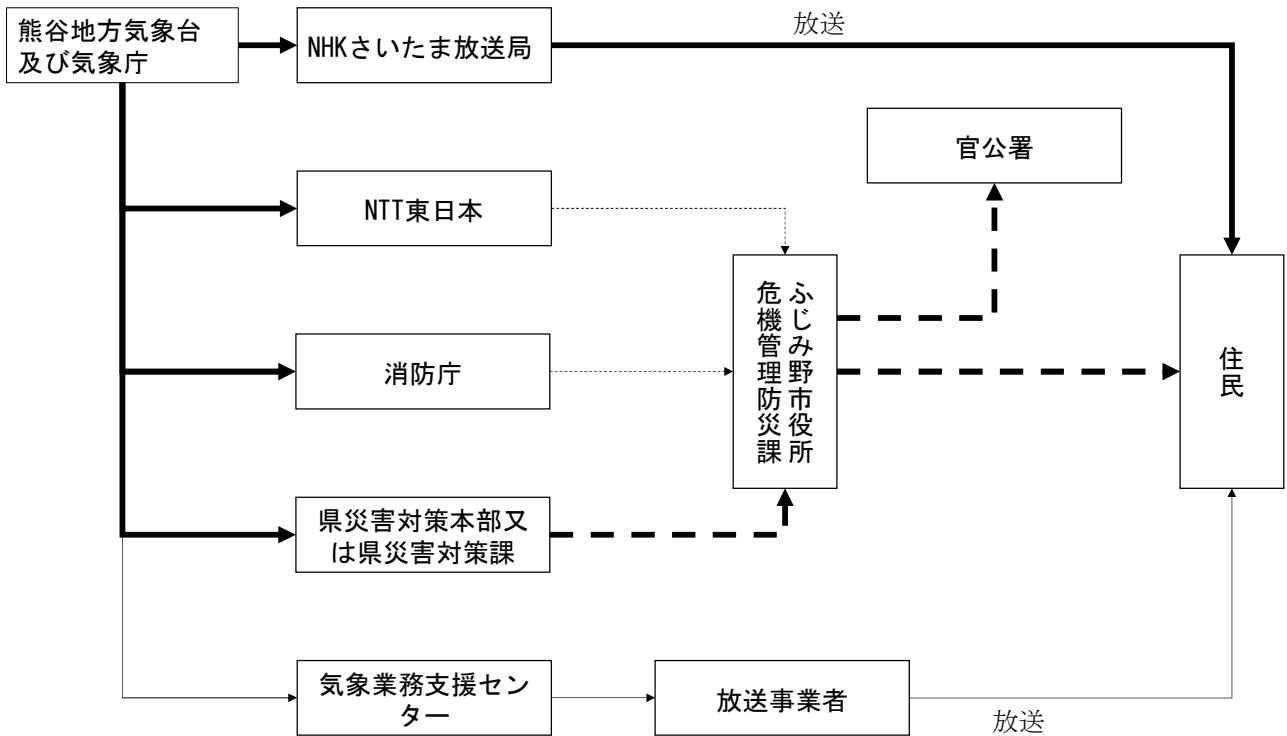 熊谷地方気象台
及び気象庁
NHKさいたま放送局
放送
官公署
NTT東日本
ふじみ野市役所
危機管理防災課
住民
消防庁
県災害対策本部又
は県災害対策課
気象業務支援セン
ター
放送事業者
放送